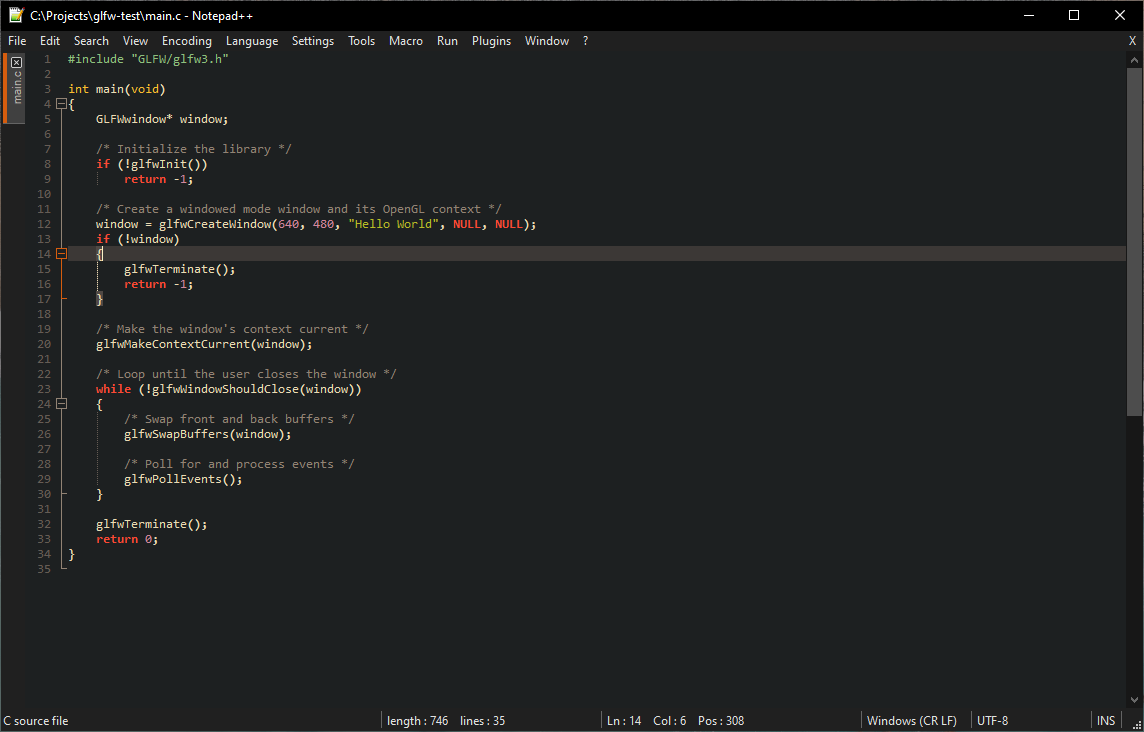 C:\Projects\glfw-test\main.c - Notepad++
File Edit Search View Encoding Language Settings Tools Macro Run Plugins Window ? X
main.c
1 #include "GLFW/glfw3.h"
2
3 int main(void)
4 {
5     GLFWwindow* window;
6
7     /* Initialize the library */
8     if (!glfwInit())
9         return -1;
10
11     /* Create a windowed mode window and its OpenGL context */
12     window = glfwCreateWindow(640, 480, "Hello World", NULL, NULL);
13     if (!window)
14     {
15         glfwTerminate();
16         return -1;
17     }
18
19     /* Make the window's context current */
20     glfwMakeContextCurrent(window);
21
22     /* Loop until the user closes the window */
23     while (!glfwWindowShouldClose(window))
24     {
25         /* Swap front and back buffers */
26         glfwSwapBuffers(window);
27
28         /* Poll for and process events */
29         glfwPollEvents();
30     }
31
32     glfwTerminate();
33     return 0;
34 }
35
C source file length : 746 lines : 35 Ln : 14 Col : 6 Pos : 308 Windows (CR LF) UTF-8 INS